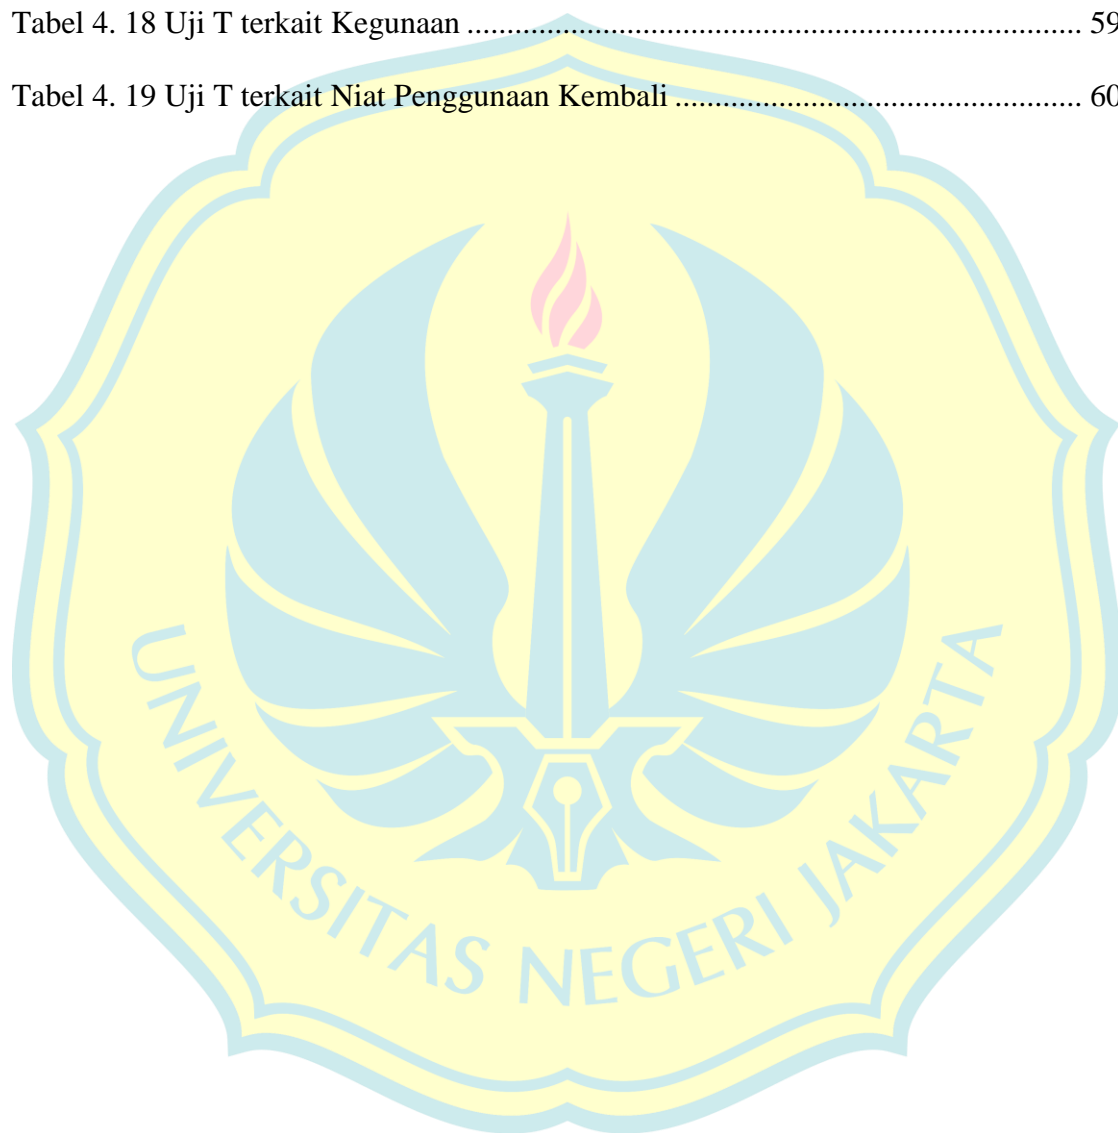 Tabel 4. 18 Uji T terkait Kegunaan ............................................................................ 59
Tabel 4. 19 Uji T terkait Niat Penggunaan Kembali ................................................... 60
UNIVERSITAS NEGERI JAKARTA